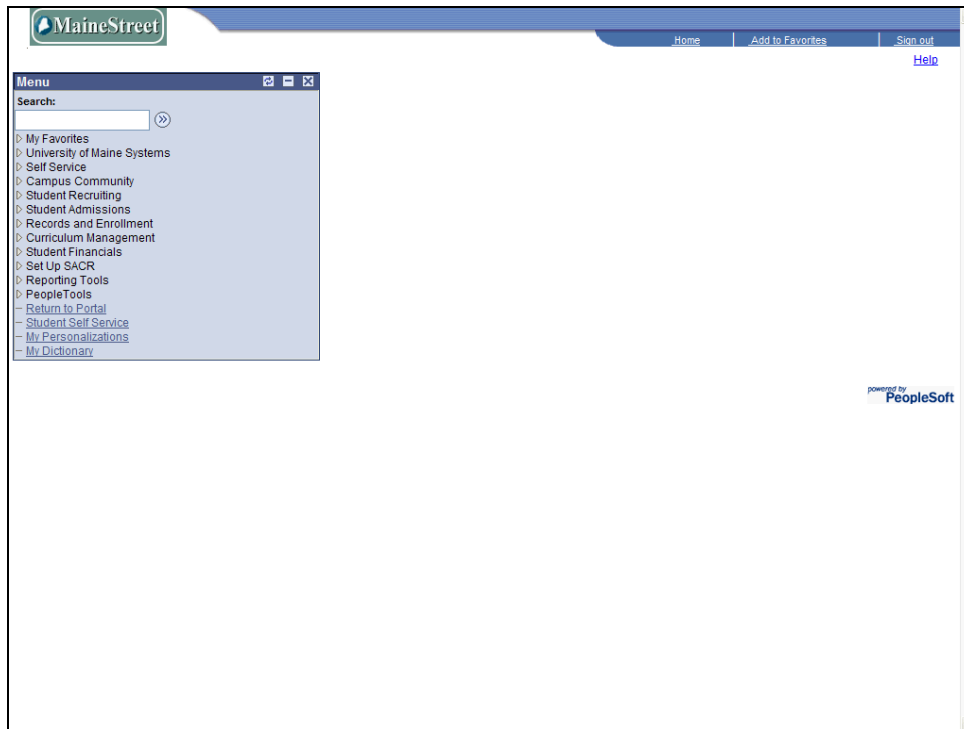 MaineStreet
Home Add to Favorites Sign out
Help
Menu
Search:
My Favorites
University of Maine Systems
Self Service
Campus Community
Student Recruiting
Student Admissions
Records and Enrollment
Curriculum Management
Student Financials
Set Up SACR
Reporting Tools
PeopleTools
Return to Portal
Student Self Service
My Personalizations
My Dictionary
powered by
PeopleSoft